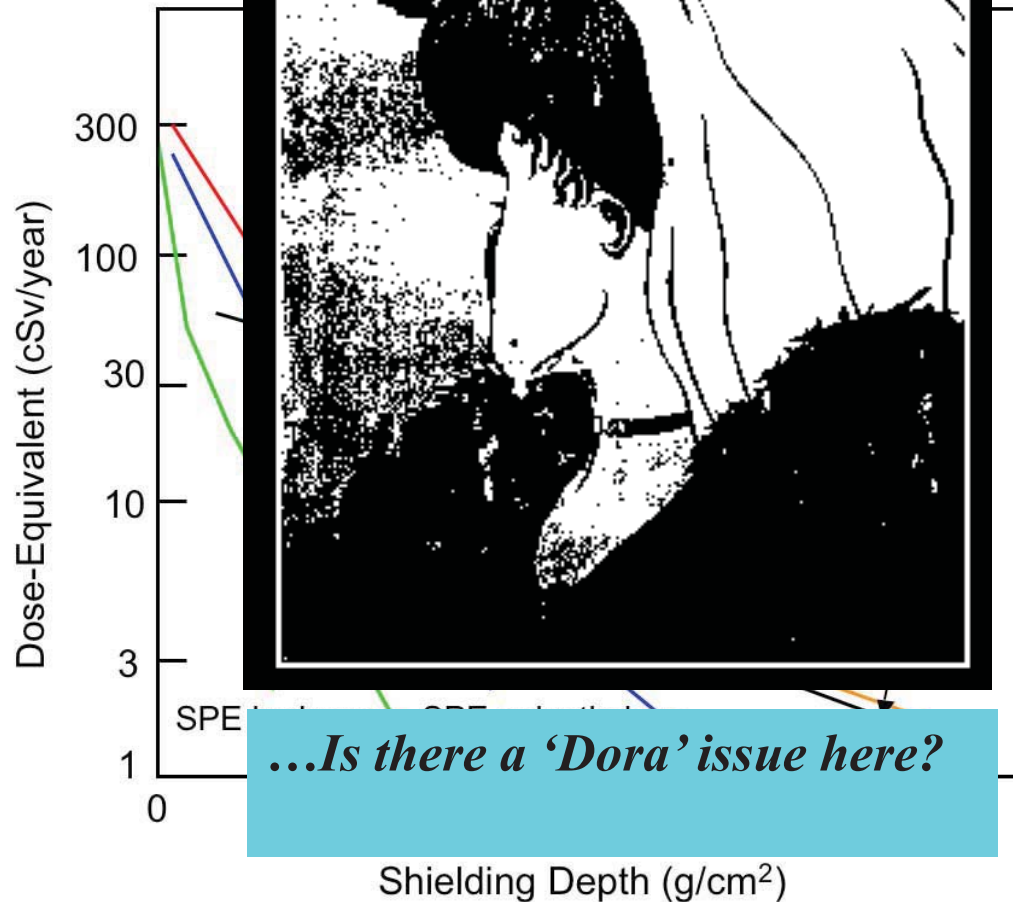 300
100
30
10
3
1
0
Dose-Equivalent (cSv/year)
SPE
…Is there a ‘Dora’ issue here?
Shielding Depth (g/cm²)